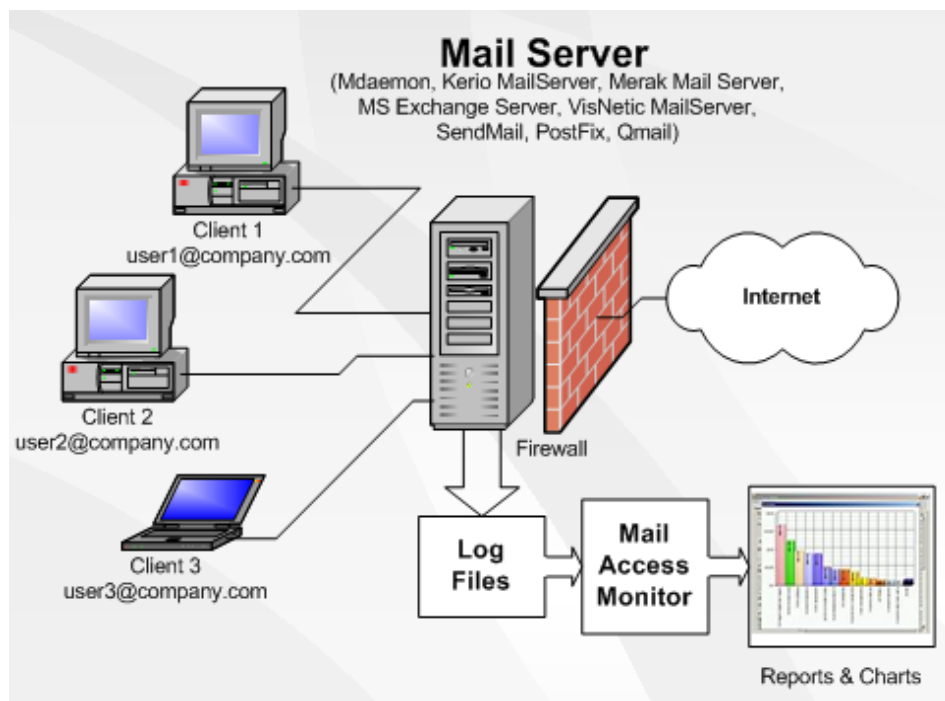 Mail Server
(Mdaemon, Kerio MailServer, Merak Mail Server,
MS Exchange Server, VisNetic MailServer,
SendMail, PostFix, Qmail)
Client 1
user1@company.com
Internet
Client 2
user2@company.com
Firewall
Client 3
user3@company.com
Log
Files
Mail
Access
Monitor
Reports & Charts